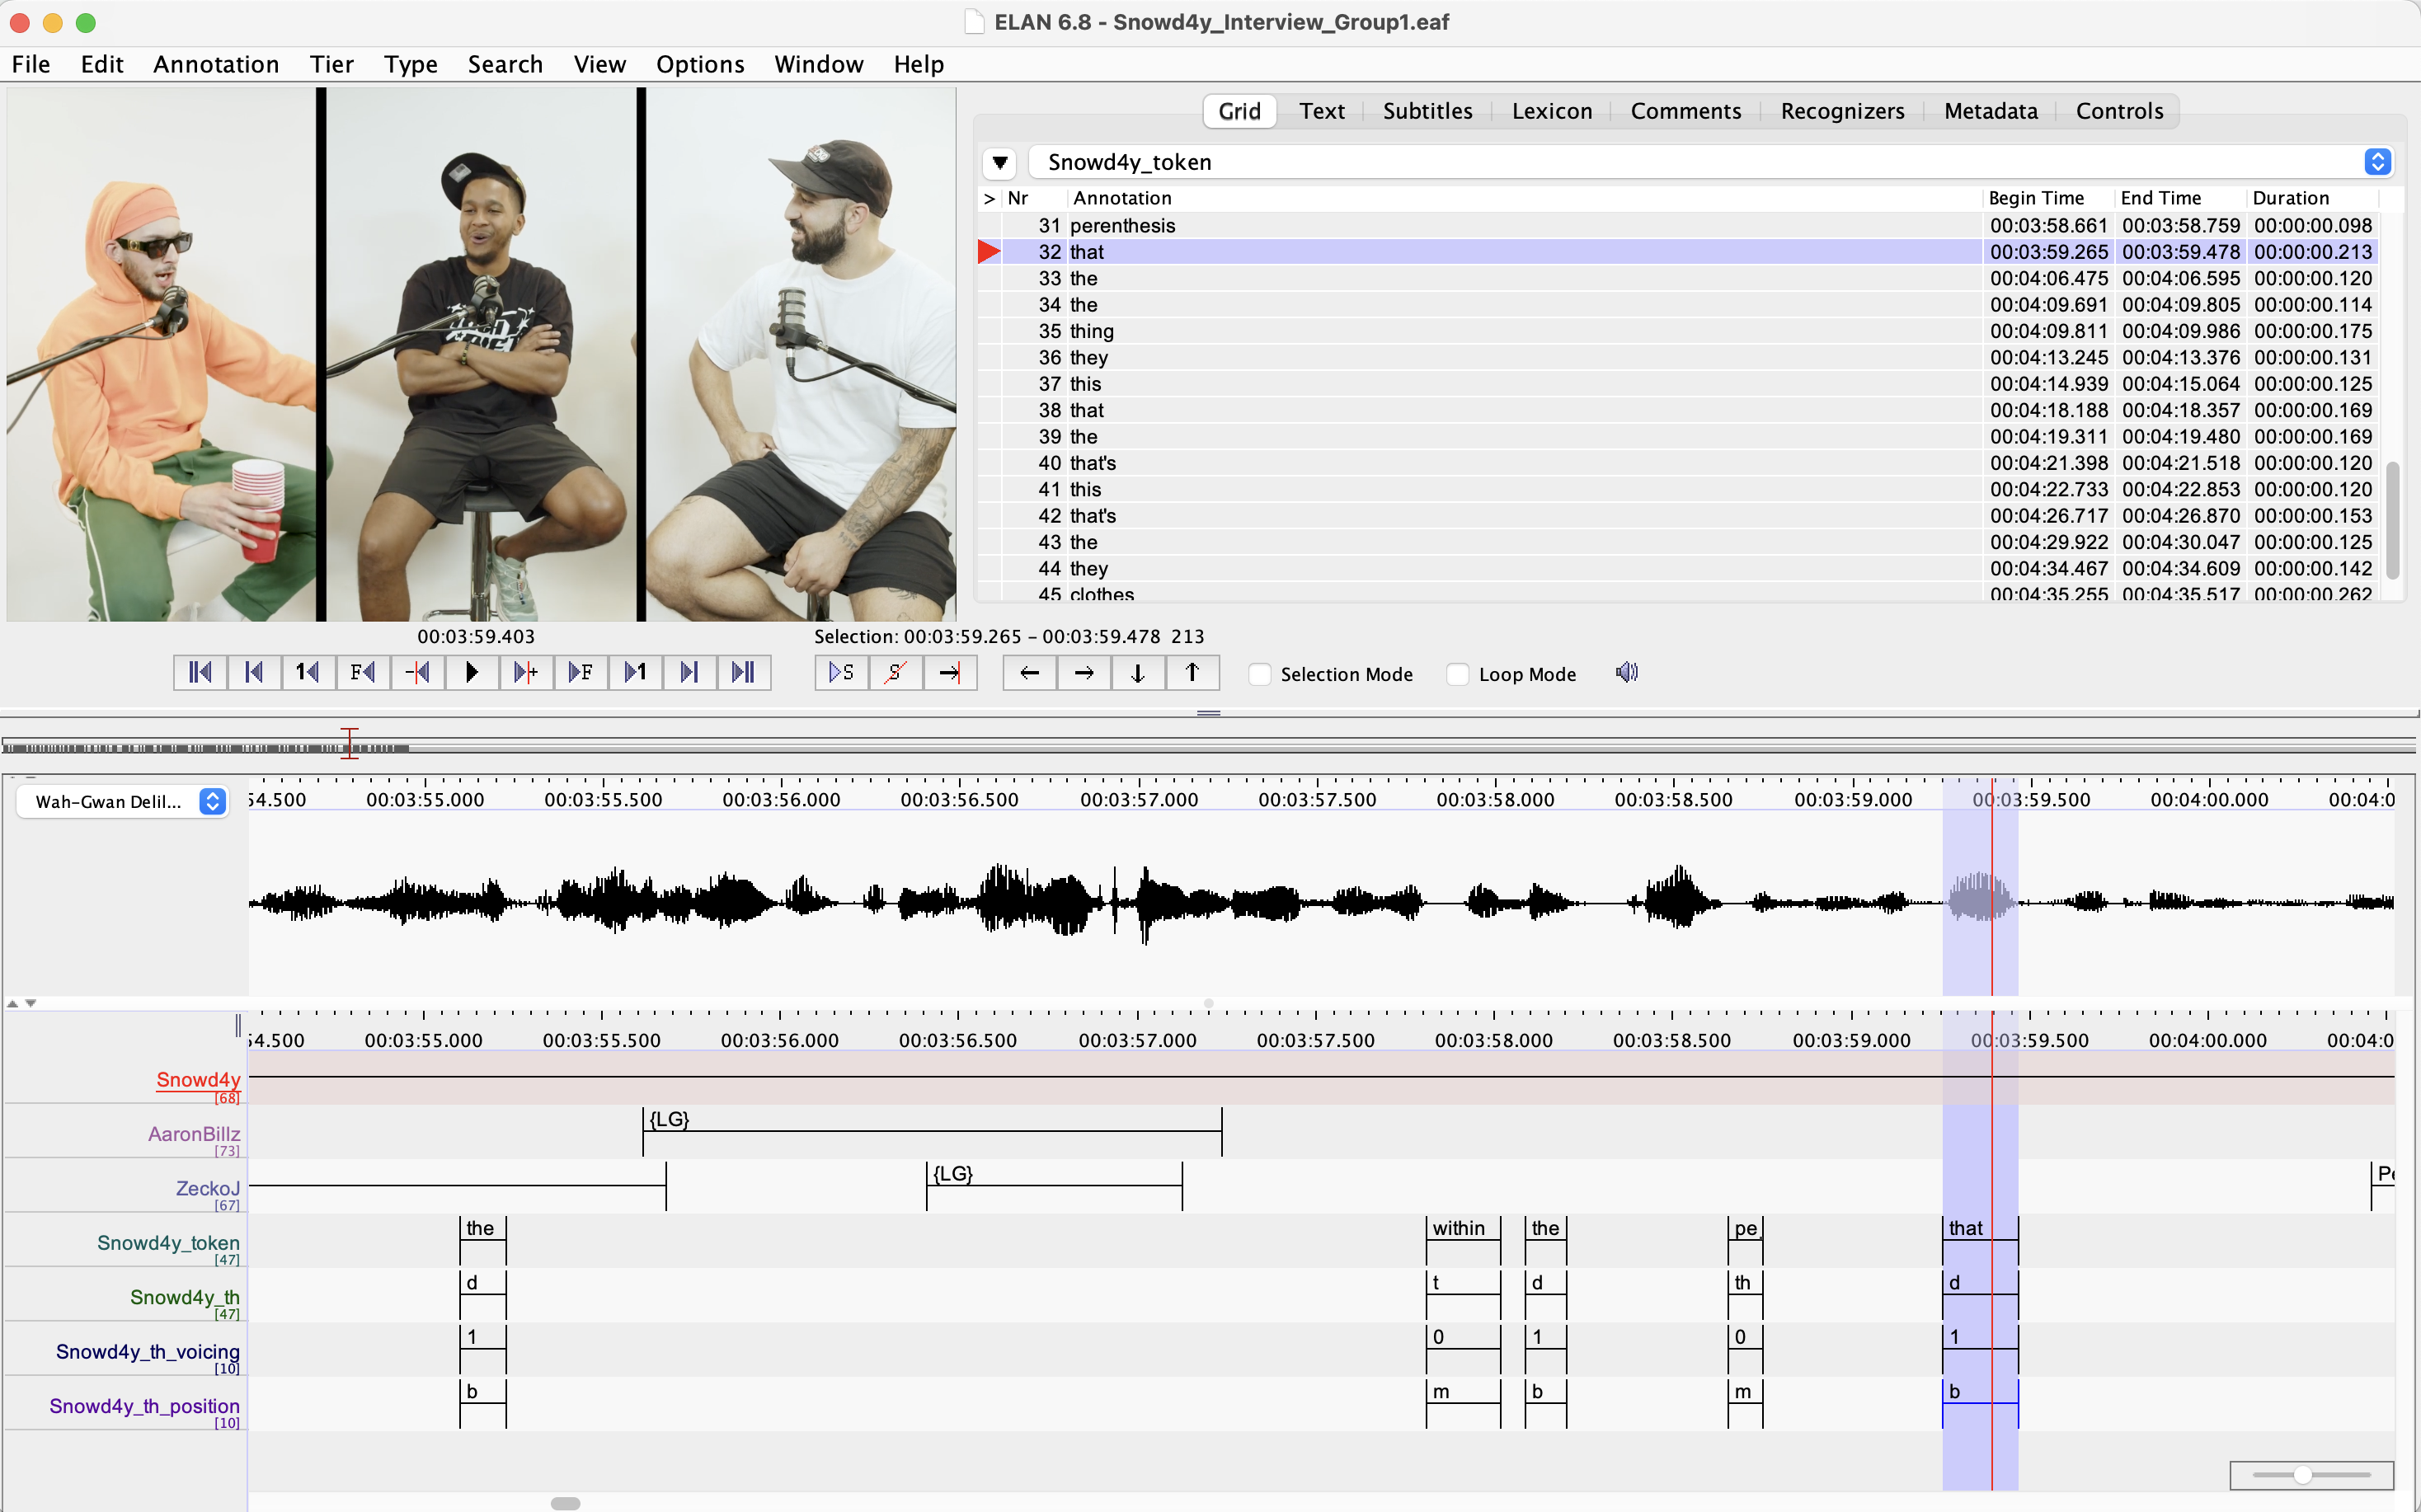 ELAN 6.8 - Snowd4y_Interview_Group1.eaf
File Edit Annotation Tier Type Search View Options Window Help
Grid Text Subtitles Lexicon Comments Recognizers Metadata Controls
Snowd4y_token
> Nr Annotation Begin Time End Time Duration
31 perenthesis 00:03:58.661 00:03:58.759 00:00:00.098
32 that 00:03:59.265 00:03:59.478 00:00:00.213
33 the 00:04:06.475 00:04:06.595 00:00:00.120
34 the 00:04:09.691 00:04:09.805 00:00:00.114
35 thing 00:04:09.811 00:04:09.986 00:00:00.175
36 they 00:04:13.245 00:04:13.376 00:00:00.131
37 this 00:04:14.939 00:04:15.064 00:00:00.125
38 that 00:04:18.188 00:04:18.357 00:00:00.169
39 the 00:04:19.311 00:04:19.480 00:00:00.169
40 that's 00:04:21.398 00:04:21.518 00:00:00.120
41 this 00:04:22.733 00:04:22.853 00:00:00.120
42 that's 00:04:26.717 00:04:26.870 00:00:00.153
43 the 00:04:29.922 00:04:30.047 00:00:00.125
44 they 00:04:34.467 00:04:34.609 00:00:00.142
45 clothes 00:04:35.255 00:04:35.517 00:00:00.262
00:03:59.403
Selection: 00:03:59.265 - 00:03:59.478 213
1 F + F 1 S S Selection Mode Loop Mode
Wah-Gwan Delil...
54.500 00:03:55.000 00:03:55.500 00:03:56.000 00:03:56.500 00:03:57.000 00:03:57.500 00:03:58.000 00:03:58.500 00:03:59.000 00:03:59.500 00:04:00.000 00:04:0
54.500 00:03:55.000 00:03:55.500 00:03:56.000 00:03:56.500 00:03:57.000 00:03:57.500 00:03:58.000 00:03:58.500 00:03:59.000 00:03:59.500 00:04:00.000 00:04:0
Snowd4y
[68]
AaronBillz {LG}
[73]
ZeckoJ {LG} Pe
[67]
Snowd4y_token the within the pe that
[47]
Snowd4y_th d t d th d
[47]
Snowd4y_th_voicing 1 0 1 0 1
[10]
Snowd4y_th_position b m b m b
[10]